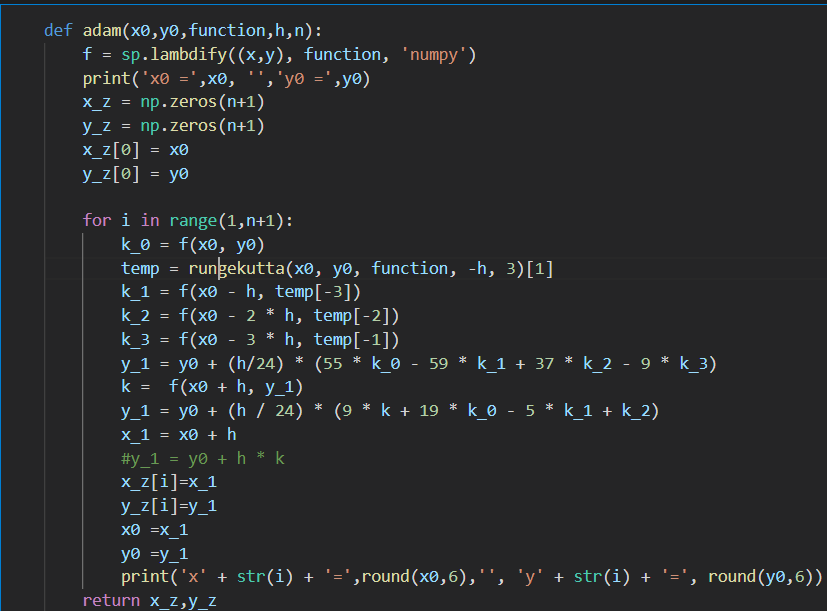 def adam(x0,y0,function,h,n):
    f = sp.lambdify((x,y), function, 'numpy')
    print('x0 =',x0, '','y0 =',y0)
    x_z = np.zeros(n+1)
    y_z = np.zeros(n+1)
    x_z[0] = x0
    y_z[0] = y0

    for i in range(1,n+1):
        k_0 = f(x0, y0)
        temp = rungekutta(x0, y0, function, -h, 3)[1]
        k_1 = f(x0 - h, temp[-3])
        k_2 = f(x0 - 2 * h, temp[-2])
        k_3 = f(x0 - 3 * h, temp[-1])
        y_1 = y0 + (h/24) * (55 * k_0 - 59 * k_1 + 37 * k_2 - 9 * k_3)
        k =  f(x0 + h, y_1)
        y_1 = y0 + (h / 24) * (9 * k + 19 * k_0 - 5 * k_1 + k_2)
        x_1 = x0 + h
        #y_1 = y0 + h * k
        x_z[i]=x_1
        y_z[i]=y_1
        x0 =x_1
        y0 =y_1
        print('x' + str(i) + '=',round(x0,6),'', 'y' + str(i) + '=', round(y0,6))
    return x_z,y_z